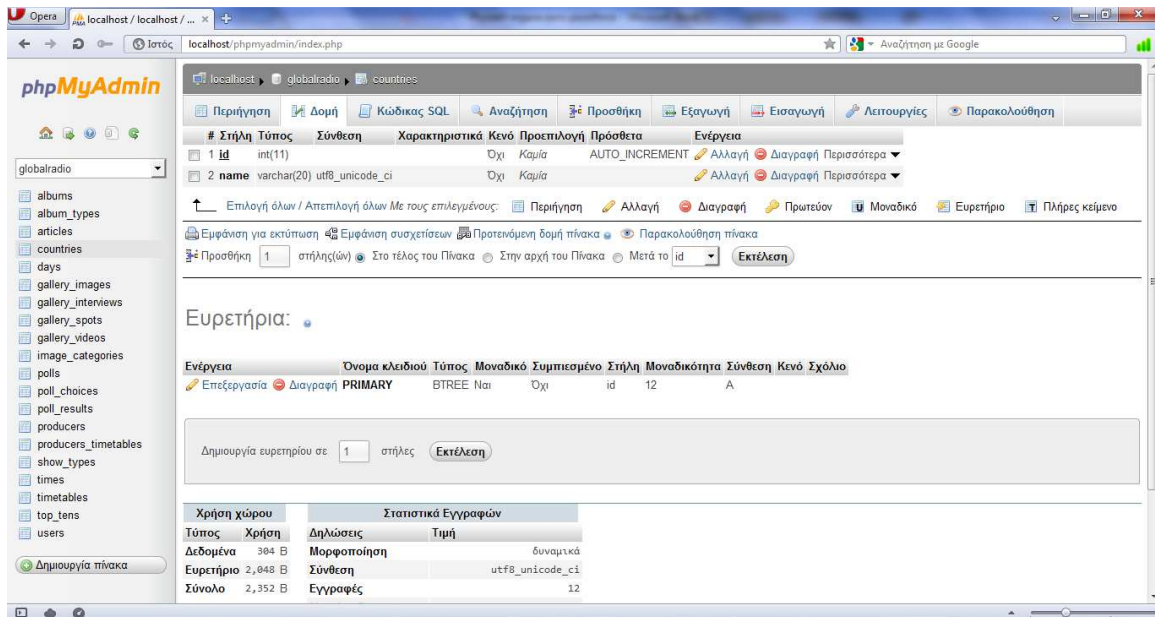 Opera
localhost / localhost / ...
Ιστός
localhost/phpmyadmin/index.php
Αναζήτηση με Google
phpMyAdmin
globalradio
albums
album_types
articles
countries
days
gallery_images
gallery_interviews
gallery_spots
gallery_videos
image_categories
polls
poll_choices
poll_results
producers
producers_timetables
show_types
times
timetables
top_tens
users
Δημιουργία πίνακα
localhost globalradio countries
Περιήγηση Δομή Κώδικας SQL Αναζήτηση Προσθήκη Εξαγωγή Εισαγωγή Λειτουργίες Παρακολούθηση
# Στήλη Τύπος Σύνθεση Χαρακτηριστικά Κενό Προεπιλογή Πρόσθετα Ενέργεια
1 id int(11) Όχι Καμία AUTO_INCREMENT Αλλαγή Διαγραφή Περισσότερα
2 name varchar(20) utf8_unicode_ci Όχι Καμία Αλλαγή Διαγραφή Περισσότερα
Επιλογή όλων / Απεπιλογή όλων Με τους επιλεγμένους: Περιήγηση Αλλαγή Διαγραφή Πρωτεύον Μοναδικό Ευρετήριο Πλήρες κείμενο
Εμφάνιση για εκτύπωση Εμφάνιση συσχετίσεων Προτεινόμενη δομή πίνακα Παρακολούθηση πίνακα
Προσθήκη 1 στήλης(ών) Στο τέλος του Πίνακα Στην αρχή του Πίνακα Μετά το id Εκτέλεση
Ευρετήρια:
Ενέργεια Όνομα κλειδιού Τύπος Μοναδικό Συμπιεσμένο Στήλη Μοναδικότητα Σύνθεση Κενό Σχόλιο
Επεξεργασία Διαγραφή PRIMARY BTREE Ναι Όχι id 12 A
Δημιουργία ευρετηρίου σε 1 στήλες Εκτέλεση
Χρήση χώρου
Τύπος Χρήση
Δεδομένα 304 B
Ευρετήριο 2,048 B
Σύνολο 2,352 B
Στατιστικά Εγγραφών
Δηλώσεις Τιμή
Μορφοποίηση δυναμικά
Σύνθεση utf8_unicode_ci
Εγγραφές 12